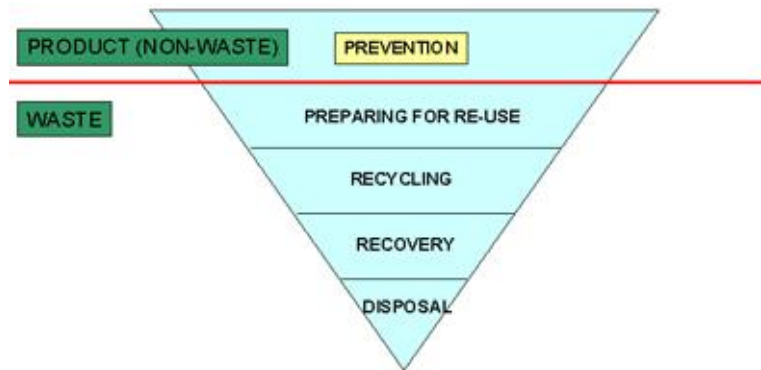 PRODUCT (NON-WASTE)
PREVENTION
WASTE
PREPARING FOR RE-USE
RECYCLING
RECOVERY
DISPOSAL